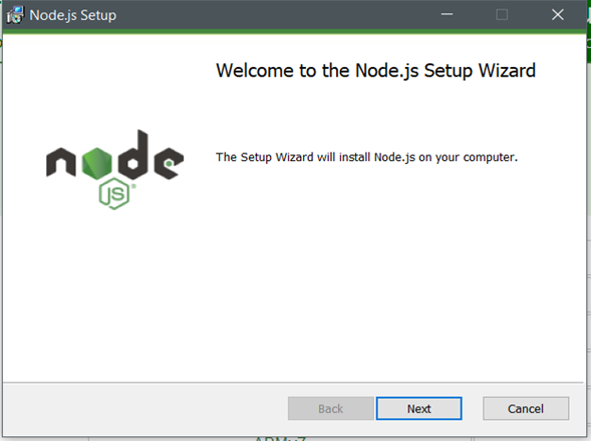 Node.js Setup
Welcome to the Node.js Setup Wizard
node
JS
The Setup Wizard will install Node.js on your computer.
Back
Next
Cancel